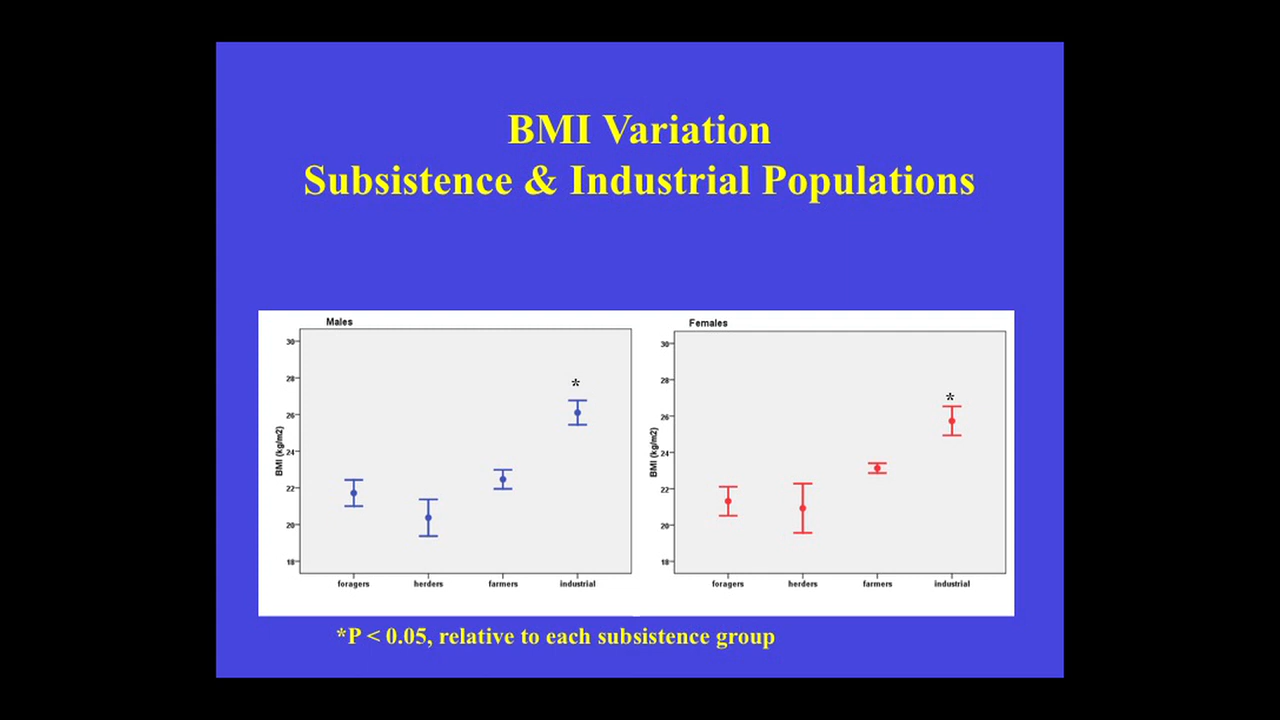 BMI Variation
Subsistence & Industrial Populations
Males
BMI (kg/m2)
30
28
26
24
22
20
18
foragers herders farmers industrial
*
Females
BMI (kg/m2)
30
28
26
24
22
20
18
foragers herders farmers industrial
*
*P < 0.05, relative to each subsistence group